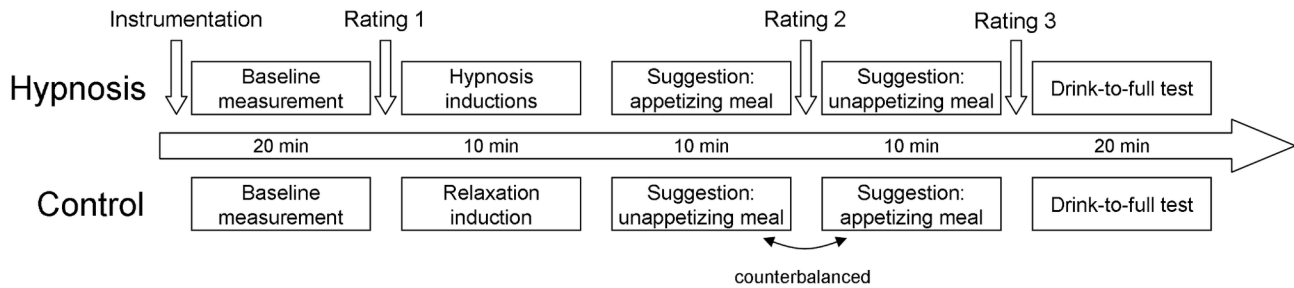 Instrumentation
Rating 1
Rating 2
Rating 3
Hypnosis
Baseline
measurement
Hypnosis
inductions
Suggestion:
appetizing meal
Suggestion:
unappetizing meal
Drink-to-full test
20 min
10 min
10 min
10 min
20 min
Control
Baseline
measurement
Relaxation
induction
Suggestion:
unappetizing meal
Suggestion:
appetizing meal
Drink-to-full test
counterbalanced